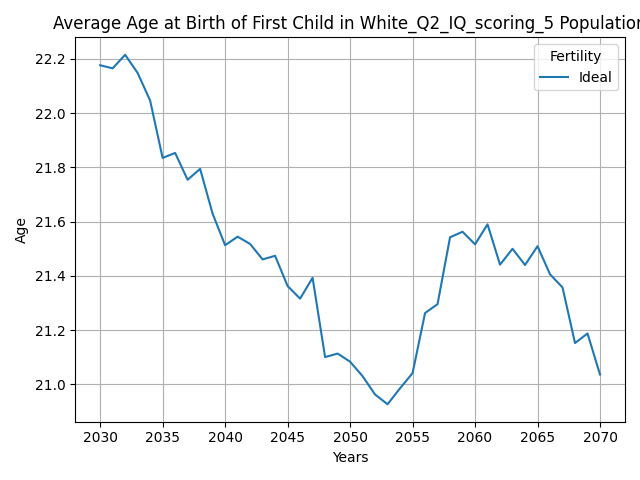 Average Age at Birth of First Child in White_Q2_IQ_scoring_5 Population
Fertility
Ideal
22.2
22.0
21.8
21.6
21.4
21.2
21.0
Age
2030 2035 2040 2045 2050 2055 2060 2065 2070
Years